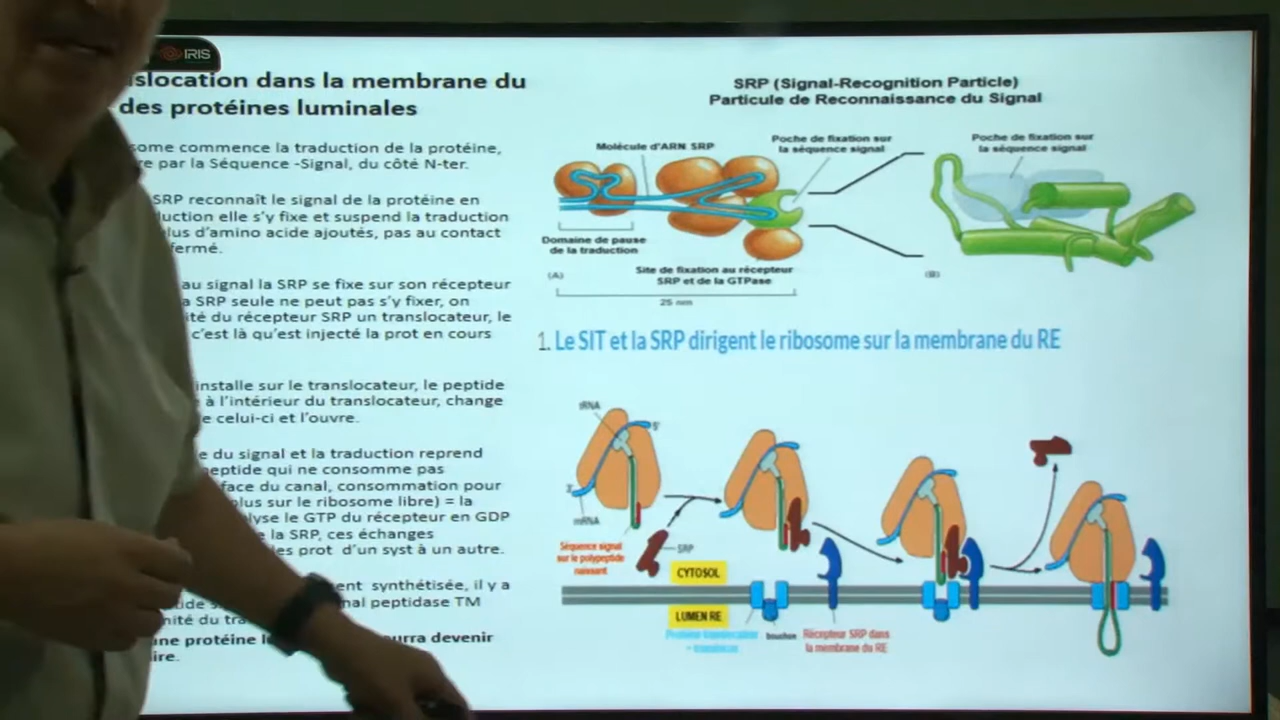 IRIS
slocation dans la membrane du
des protéines luminales
some commence la traduction de la protéine,
re par la Séquence -Signal, du côté N-ter.
SRP reconnaît le signal de la protéine en
uction elle s'y fixe et suspend la traduction
lus d'amino acide ajoutés, pas au contact
fermé.
au signal la SRP se fixe sur son récepteur
a SRP seule ne peut pas s'y fixer, on
ité du récepteur SRP un translocateur, le
c'est là qu'est injecté la prot en cours
installe sur le translocateur, le peptide
à l'intérieur du translocateur, change
e celui-ci et l'ouvre.
e du signal et la traduction reprend
peptide qui ne consomme pas
face du canal, consommation pour
plus sur le ribosome libre) = la
lyse le GTP du récepteur en GDP
e la SRP, ces échanges
les prot d'un syst à un autre.
ent synthétisée, il y a
tide
nal peptidase TM
mité du
ne protéine
ourra devenir
ire.
SRP (Signal-Recognition Particle)
Particule de Reconnaissance du Signal
Molécule d'ARN SRP
Poche de fixation sur
la séquence signal
Poche de fixation sur
la séquence signal
Domaine de pause
de la traduction
Site de fixation au récepteur
SRP et de la GTPase
(A)
(B)
25 nm
1. Le SIT et la SRP dirigent le ribosome sur la membrane du RE
tRNA
5'
3'
mRNA
Séquence signal
sur le polypeptide
naissant
SRP
CYTOSOL
LUMEN RE
bouchon
Récepteur SRP dans
la membrane du RE